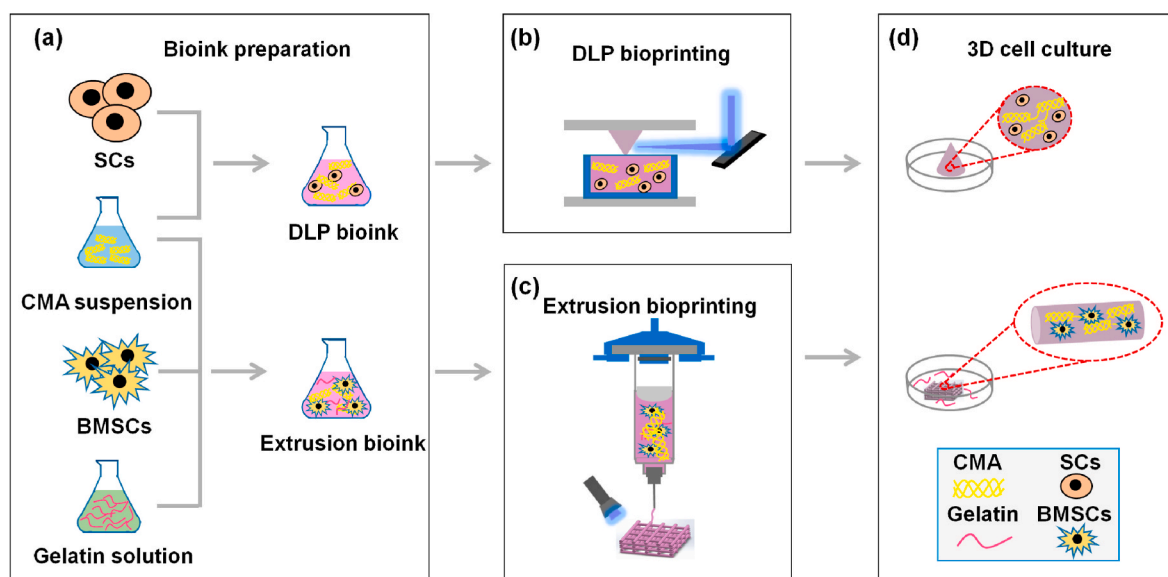 (a)
Bioink preparation
SCs
CMA suspension
BMSCs
Gelatin solution
DLP bioink
Extrusion bioink
(b)
DLP bioprinting
(c)
Extrusion bioprinting
(d)
3D cell culture
CMA
SCs
Gelatin
BMSCs